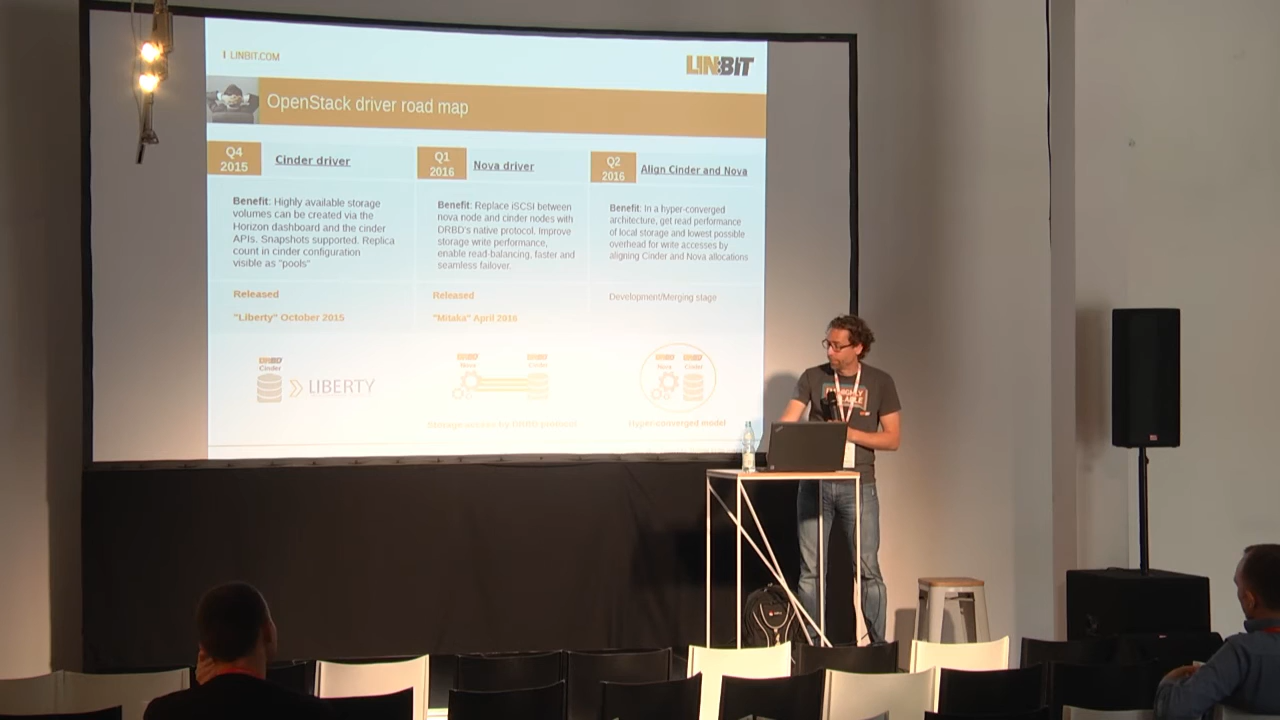 I LINBIT.COM
LINBIT
OpenStack driver road map
Q4
2015
Cinder driver
Benefit: Highly available storage
volumes can be created via the
Horizon dashboard and the cinder
APIs. Snapshots supported. Replica
count in cinder configuration
visible as "pools"
Released
"Liberty" October 2015
Cinder
LIBERTY
Q1
2016
Nova driver
Benefit: Replace iSCSI between
nova node and cinder nodes with
DRBD's native protocol. Improve
storage write performance,
enable read-balancing, faster and
seamless failover.
Released
"Mitaka" April 2016
Nova
Cinder
Storage access by DRBD protocol
Q2
2016
Align Cinder and Nova
Benefit: In a hyper-converged
architecture, get read performance
of local storage and lowest possible
overhead for write accesses by
aligning Cinder and Nova allocations
Development/Merging stage
Nova
Cinder
Hyper-converged model